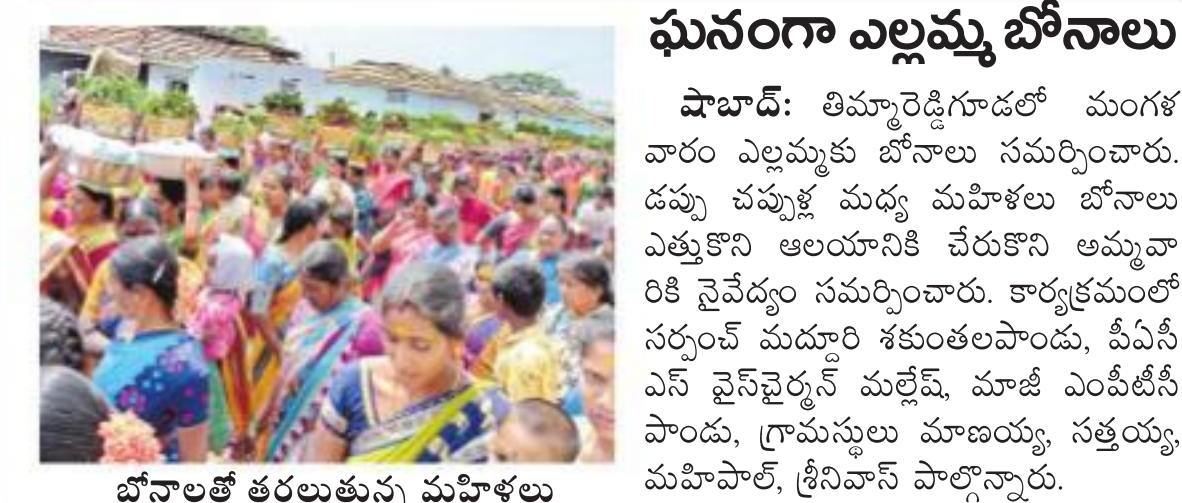 ఘనంగా ఎల్లమ్మ బోనాలు
షాబాద్: తిమ్మారెడ్డిగూడలో మంగళ
వారం ఎల్లమ్మకు బోనాలు సమర్పించారు.
డప్పు చప్పుళ్ల మధ్య మహిళలు బోనాలు
ఎత్తుకొని ఆలయానికి చేరుకొని అమ్మవా
రికి నైవేద్యం సమర్పించారు. కార్యక్రమంలో
సర్పంచ్ మద్దూరి శకుంతలపాండు, పీఏసీ
ఎస్ వైస్‌చైర్మన్ మల్లేష్, మాజీ ఎంపీటీసీ
పాండు, గ్రామస్థులు మాణయ్య, సత్తయ్య,
మహిపాల్, శ్రీనివాస్ పాల్గొన్నారు.
బోనాలతో తరలుతున్న మహిళలు